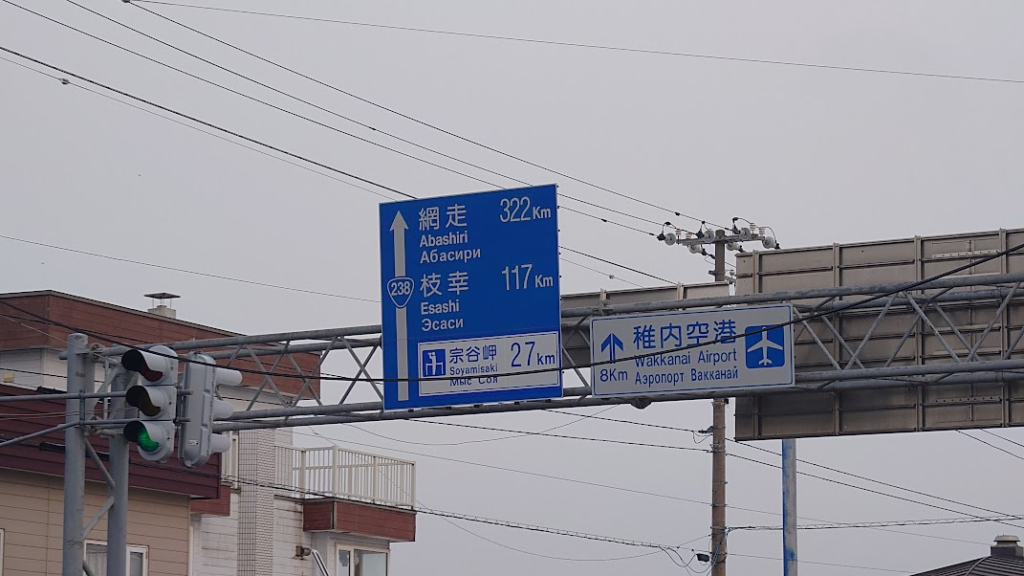 網走 322Km
Abashiri
Абасири
238
枝幸 117Km
Esashi
Эсаси
宗谷岬 27Km
Soyamisaki
Мыс Соя
稚内空港
Wakkanai Airport
8Km Аэропорт Вакканай